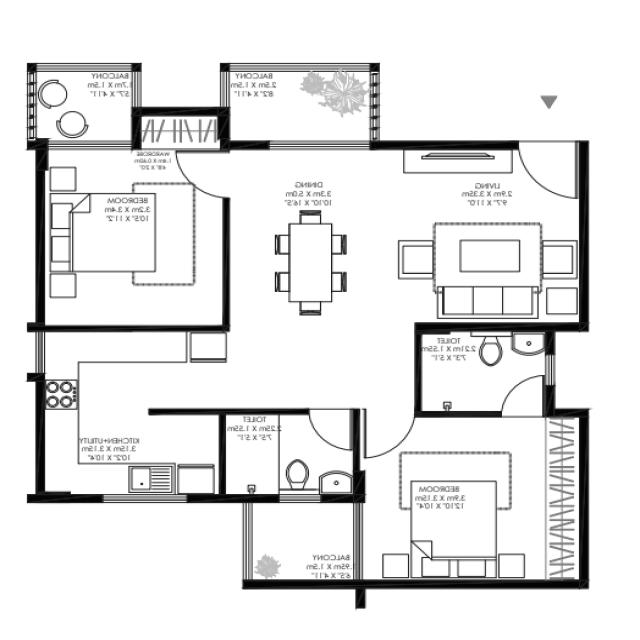 BALCONY
1.7m X 1.5m
5'7" X 4'11"
BALCONY
2.5m X 1.5m
8'2" X 4'11"
WARDROBE
1.4m X 0.60m
4'8" X 2'0"
BEDROOM
3.2m X 3.4m
10'5" X 11'2"
DINING
3.3m X 5.0m
10'10" X 16'5"
LIVING
2.9m X 3.35m
9'7" X 11'0"
TOILET
2.21m X 1.55m
7'3" X 5'1"
KITCHEN+UTILITY
3.15m X 3.15m
10'2" X 10'4"
TOILET
2.25m X 1.55m
7'5" X 5'1"
BEDROOM
3.9m X 3.15m
12'10" X 10'4"
BALCONY
1.95m X 1.5m
6'5" X 4'11"